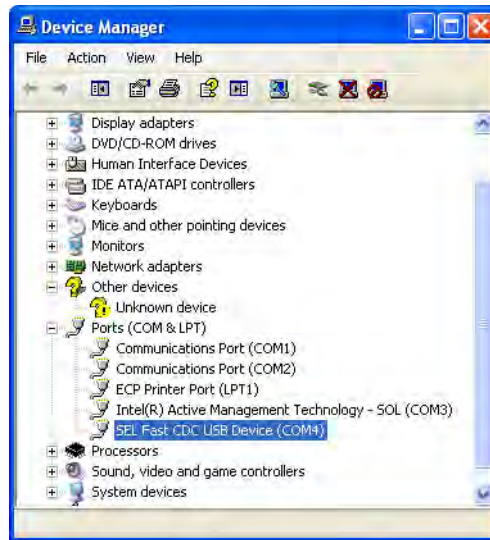 Device Manager
File Action View Help
Display adapters
DVD/CD-ROM drives
Human Interface Devices
IDE ATA/ATAPI controllers
Keyboards
Mice and other pointing devices
Monitors
Network adapters
Other devices
Unknown device
Ports (COM & LPT)
Communications Port (COM1)
Communications Port (COM2)
ECP Printer Port (LPT1)
Intel(R) Active Management Technology - SOL (COM3)
SEL Fast CDC USB Device (COM4)
Processors
Sound, video and game controllers
System devices